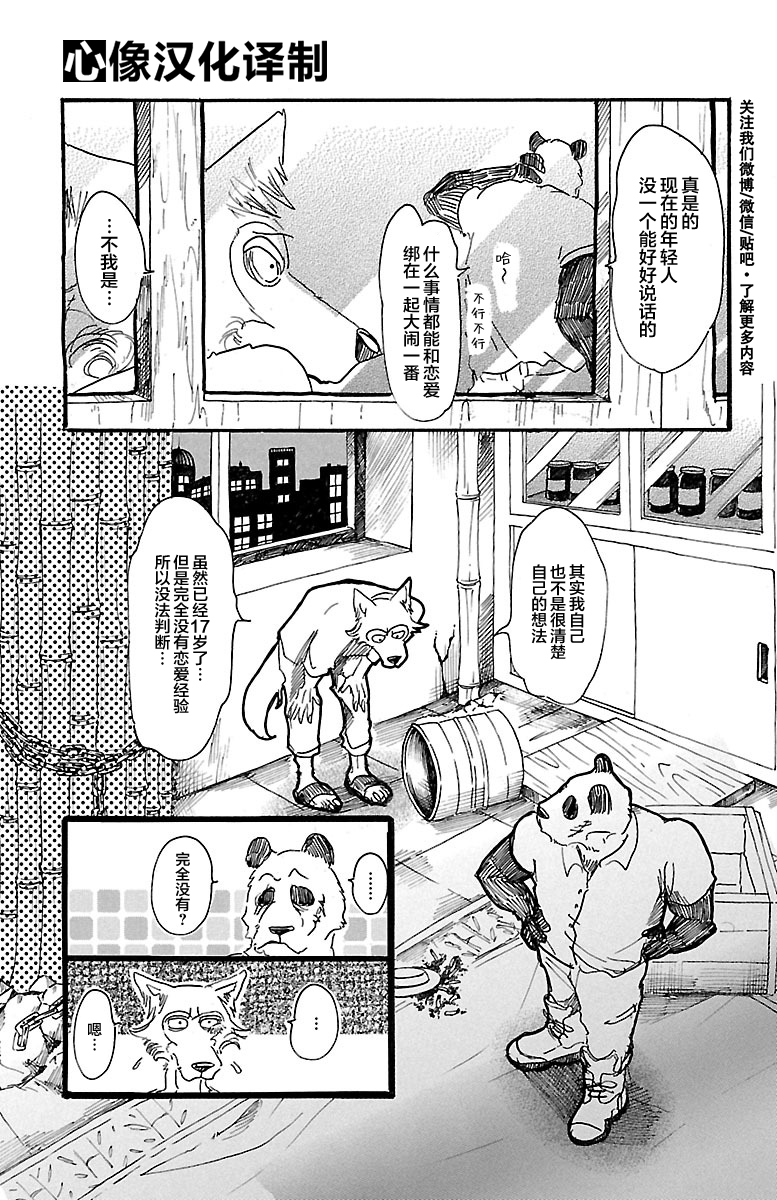 心像汉化译制
关注我们微博/微信/贴吧·了解更多内容
真是的
现在的年轻人
没一个能好好说话的
哈~
不行不行
什么事情都能和恋爱
绑在一起大闹一番
…不我是…
其实我自己
也不是很清楚
自己的想法
虽然已经17岁了…
但是完全没有恋爱经验
所以没法判断…
……
完全没有？
…
嗯…